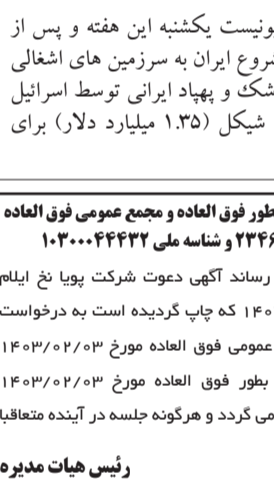 یونیست یکشنبه این هفته و پس از
شروع ایران به سرزمین های اشغالی
شک و پهپاد ایرانی توسط اسرائیل
شیکل (۱.۳۵ میلیارد دلار) برای
طور فوق العاده و مجمع عمومی فوق العاده
۲۳۴۶ و شناسه ملی ۱۰۳۰۰۰۴۴۴۳۲
رساند آگهی دعوت شرکت پویا نخ ایلام
۱۴۰ که چاپ گردیده است به درخواست
عمومی فوق العاده مورخ ۱۴۰۳/۰۲/۰۳
بطور فوق العاده مورخ ۱۴۰۳/۰۲/۰۳
می گردد و هرگونه جلسه در آینده متعاقبا
رئیس هیات مدیره